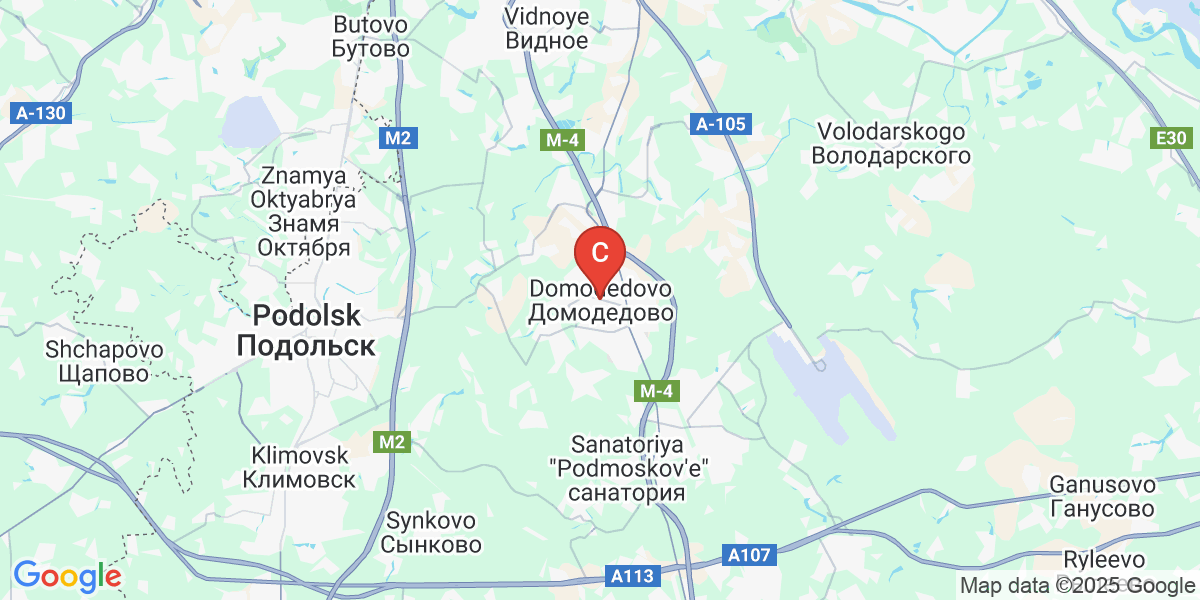 Butovo
Бутово
Vidnoye
Видное
A-130
M2
M-4
A-105
Volodarskogo
Володарского
E30
Znamya
Oktyabrya
Знамя
Октября
C
Domodedovo
Домодедово
Podolsk
Подольск
Shchapovo
Щапово
M-4
M2
Klimovsk
Климовск
Sanatoriya
"Podmoskov'e"
санатория
Ganusovo
Ганусово
Synkovo
Сынково
A107
A113
Ryleevo
Google
Map data ©2025 Google